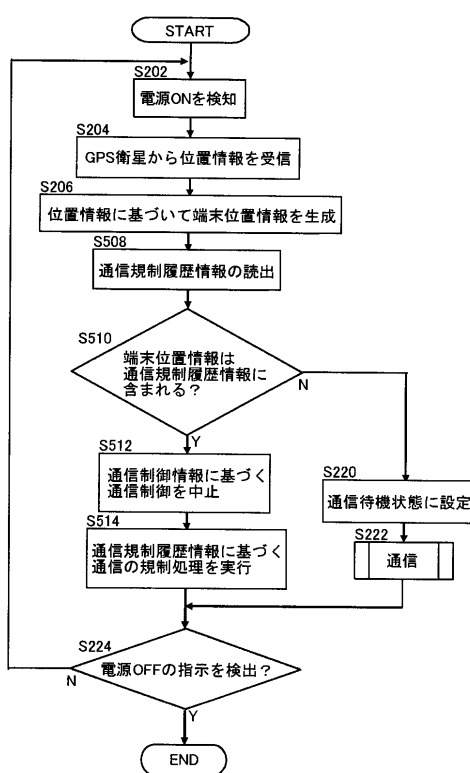 START
S202
電源ONを検知
S204
GPS衛星から位置情報を受信
S206
位置情報に基づいて端末位置情報を生成
S508
通信規制履歴情報の読出
S510
端末位置情報は
通信規制履歴情報に
含まれる？
N
Y
S512
通信制御情報に基づく
通信制御を中止
S220
通信待機状態に設定
S514
通信規制履歴情報に基づく
通信の規制処理を実行
S222
通信
S224
電源OFFの指示を検出？
N
Y
END